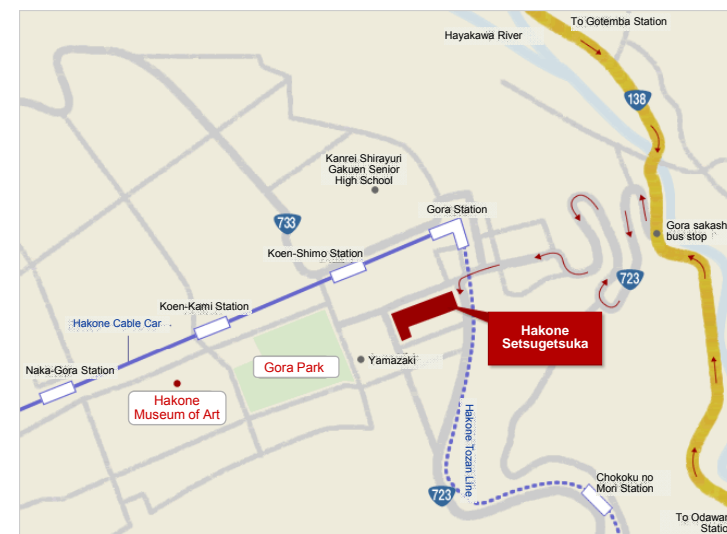 To Gotemba Station
Hayakawa River
138
Kanrei Shirayuri
Gakuen Senior
High School
Gora Station
733
Gora sakash
bus stop
Koen-Shimo Station
723
Koen-Kami Station
Hakone Cable Car
Hakone
Setsugetsuka
Naka-Gora Station
Gora Park
Yamazaki
Hakone
Museum of Art
Hakone Tozan Line
Chokoku no
Mori Station
723
To Odawar
Static